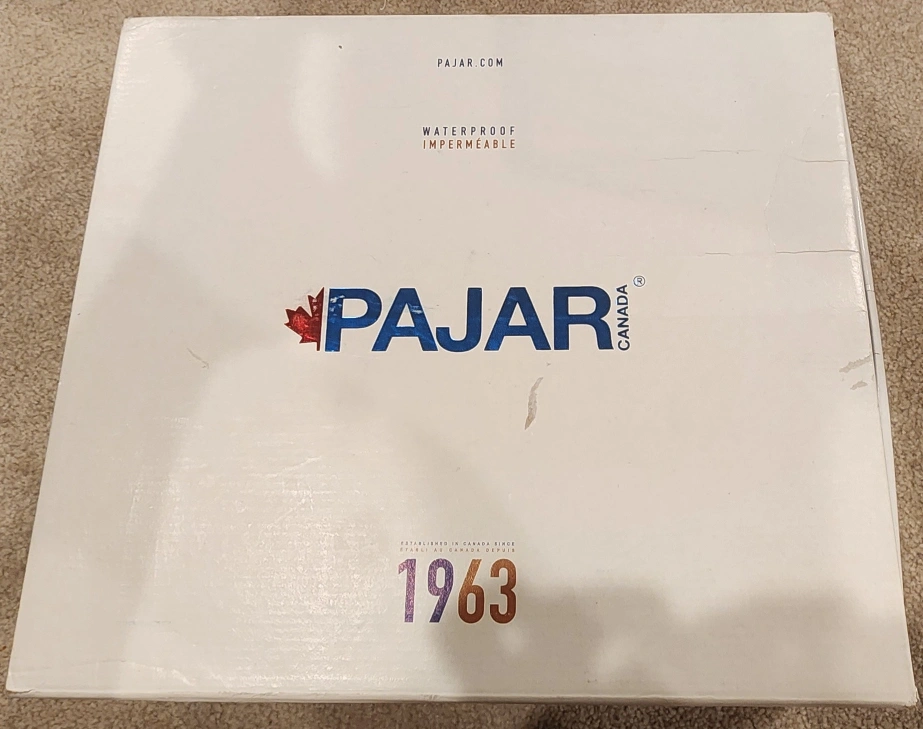 PAJAR.COM
WATERPROOF
IMPERMÉABLE
PAJAR CANADA ®
ESTABLISHED IN CANADA SINCE
ÉTABLI AU CANADA DEPUIS
1963